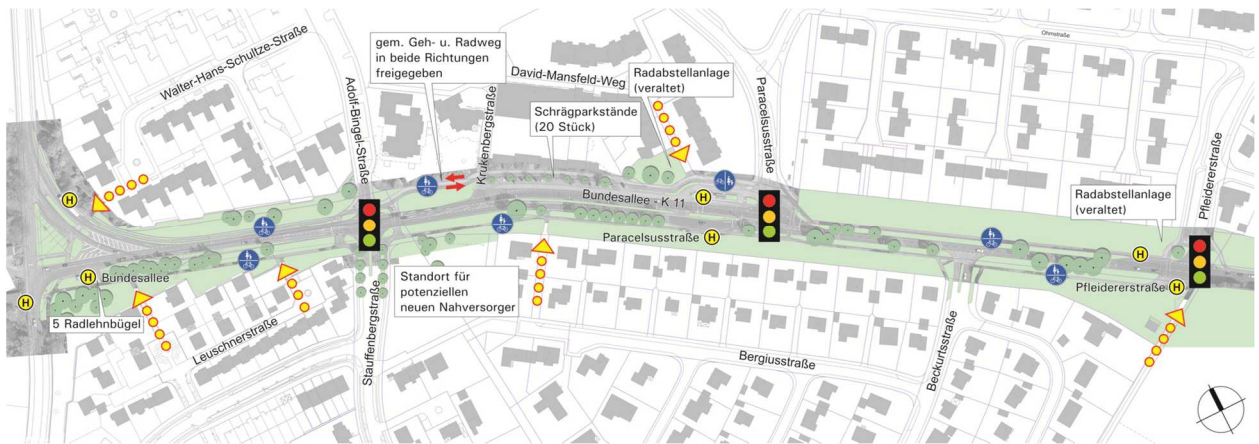 Walter-Hans-Schultze-Straße
Adolf-Bingel-Straße
gem. Geh- u. Radweg
in beide Richtungen
freigegeben
Krukenbergstraße
David-Mansfeld-Weg
Schrägparkstände
(20 Stück)
Radabstellanlage
(veraltet)
Paracelsusstraße
Ohmstraße
Radabstellanlage
(veraltet)
Pfleidererstraße
H
Bundesallee - K 11
H
Paracelsusstraße
H
H
Pfleidererstraße
H
H
Bundesallee
H
5 Radlehnbügel
Leuschnerstraße
Stauffenbergstraße
Standort für
potenziellen
neuen Nahversorger
Bergiusstraße
Beckurtsstraße